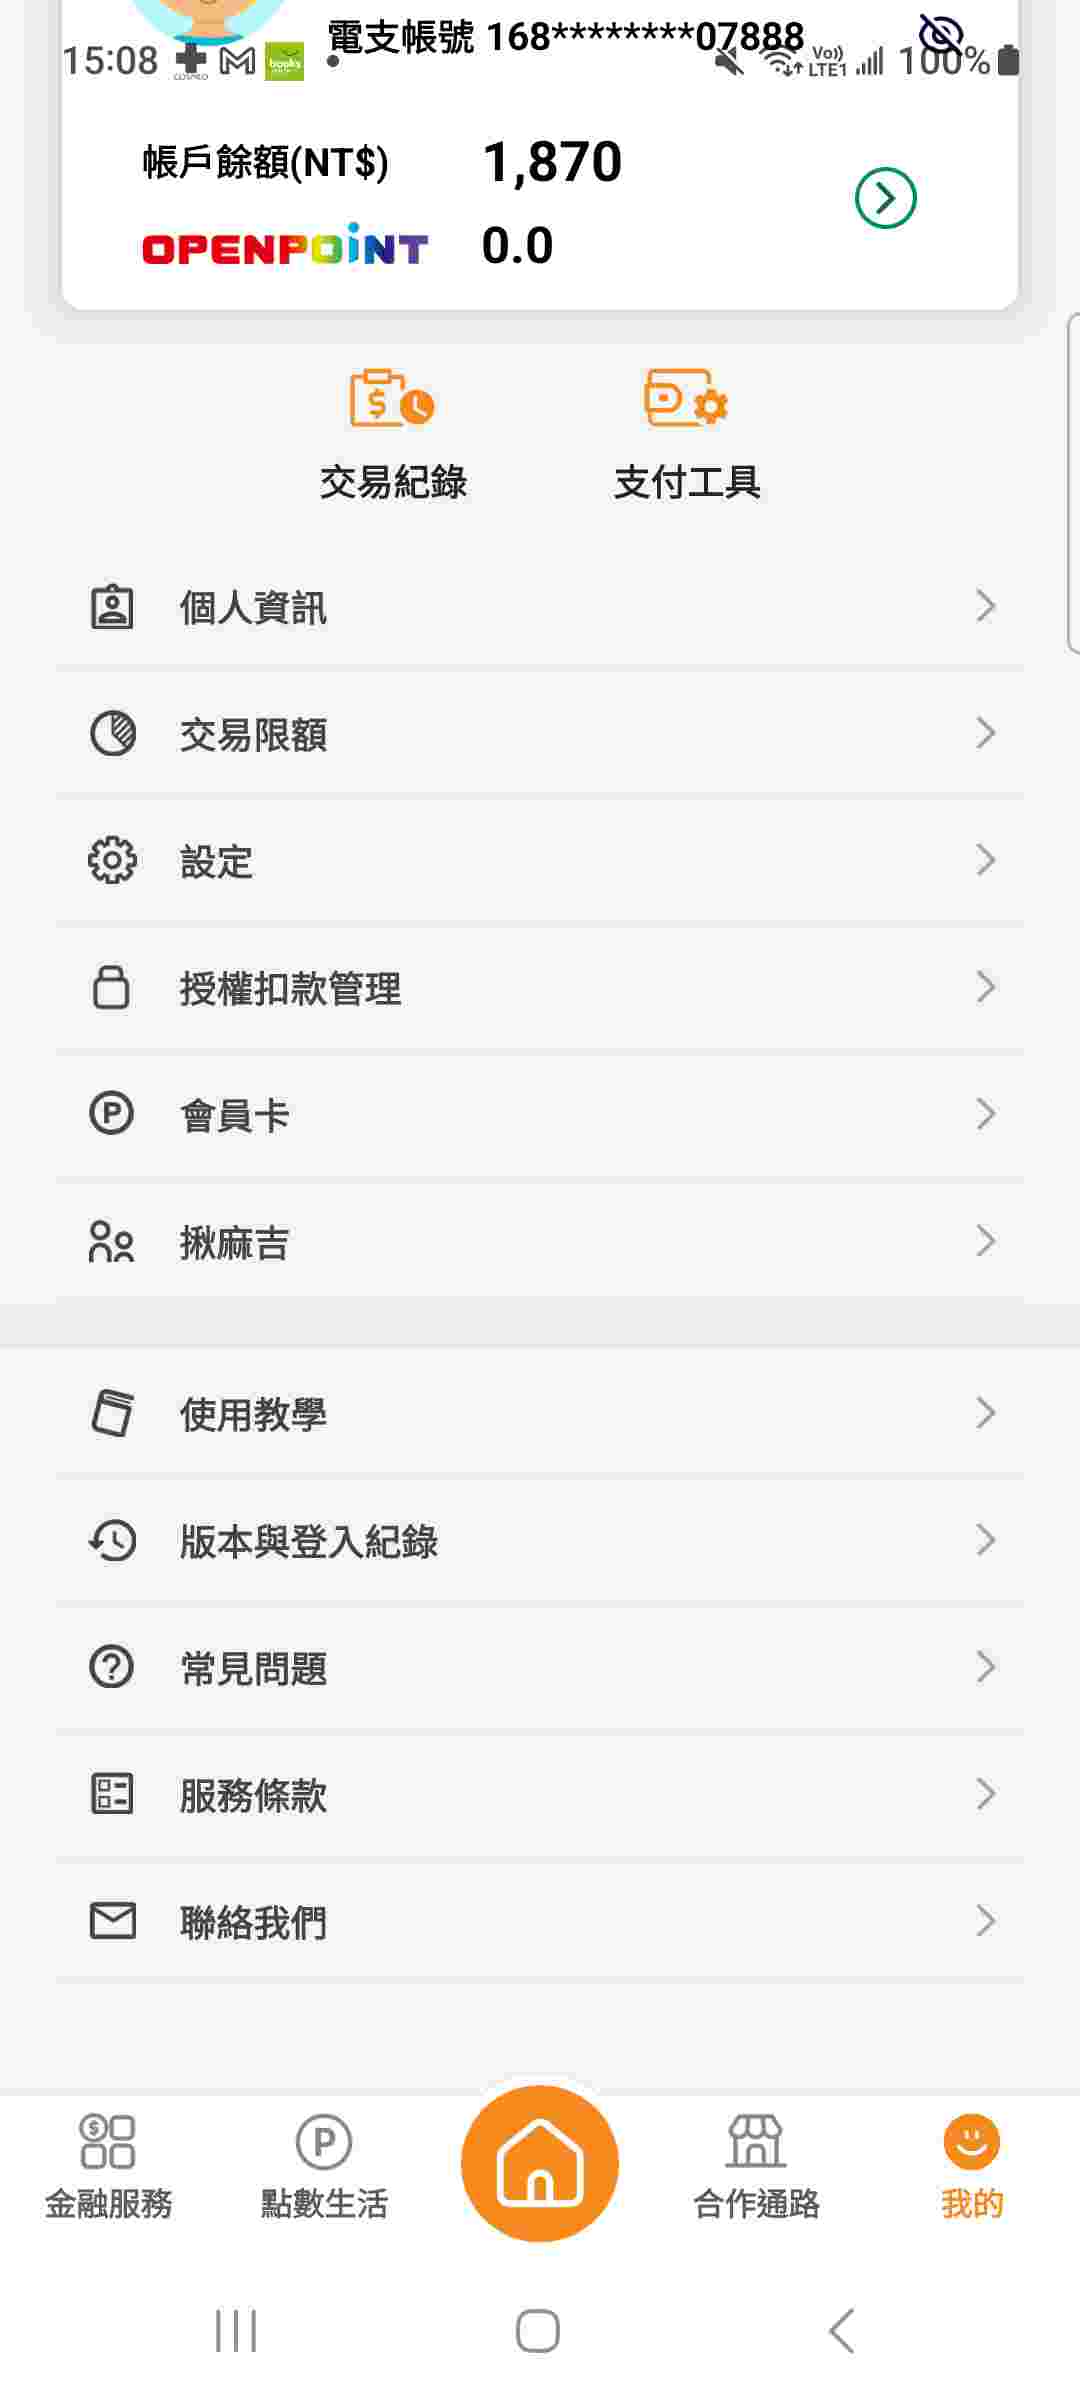 電支帳號 168********07888
15:08 COSMED M books Vo)) LTE1 100%
帳戶餘額(NT$) 1,870
OPENPOiNT 0.0
交易紀錄 支付工具
個人資訊
交易限額
設定
授權扣款管理
P 會員卡
揪麻吉
使用教學
版本與登入紀錄
常見問題
服務條款
聯絡我們
金融服務 點數生活 合作通路 我的